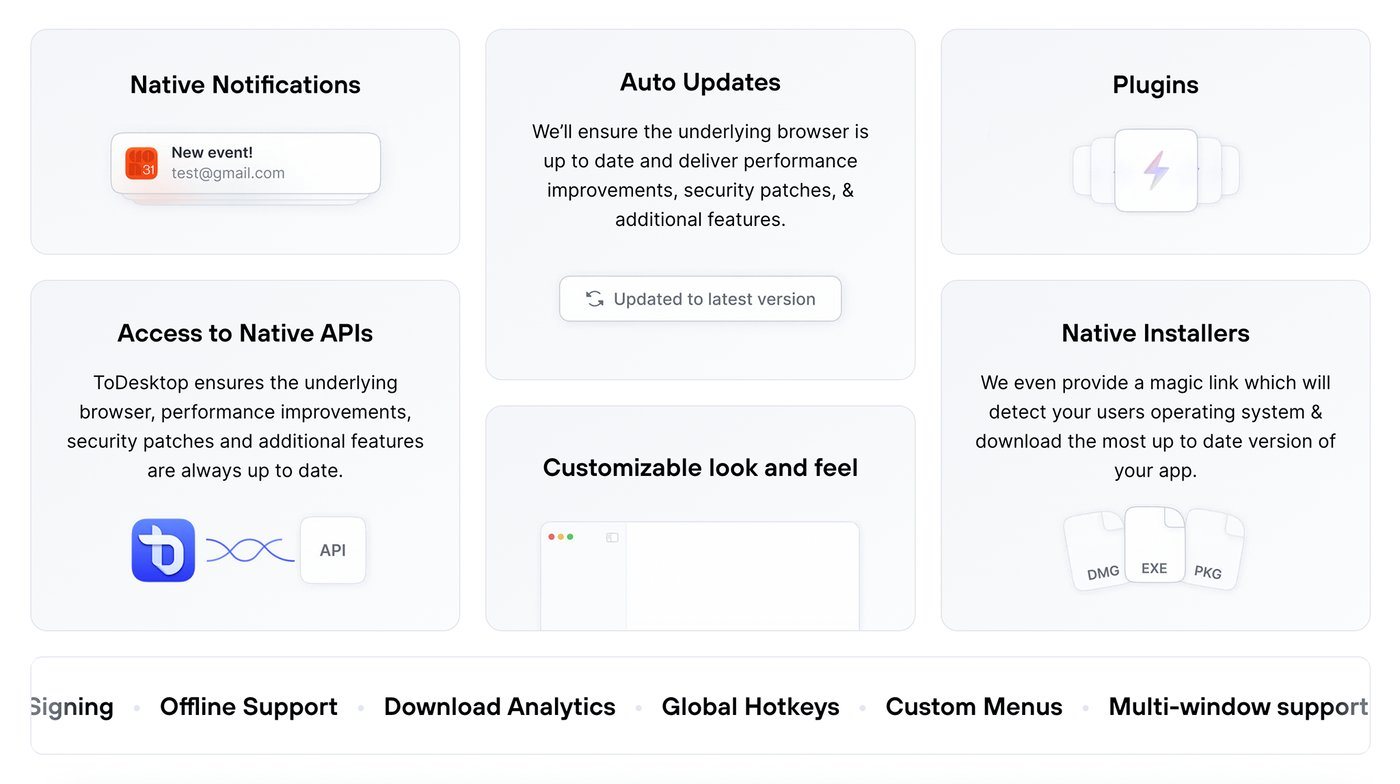 Native Notifications
31
New event!
test@gmail.com
Auto Updates
We’ll ensure the underlying browser is
up to date and deliver performance
improvements, security patches, &
additional features.
Updated to latest version
Plugins
Access to Native APIs
ToDesktop ensures the underlying
browser, performance improvements,
security patches and additional features
are always up to date.
API
Customizable look and feel
Native Installers
We even provide a magic link which will
detect your users operating system &
download the most up to date version of
your app.
DMG
EXE
PKG
Signing • Offline Support • Download Analytics • Global Hotkeys • Custom Menus • Multi-window support